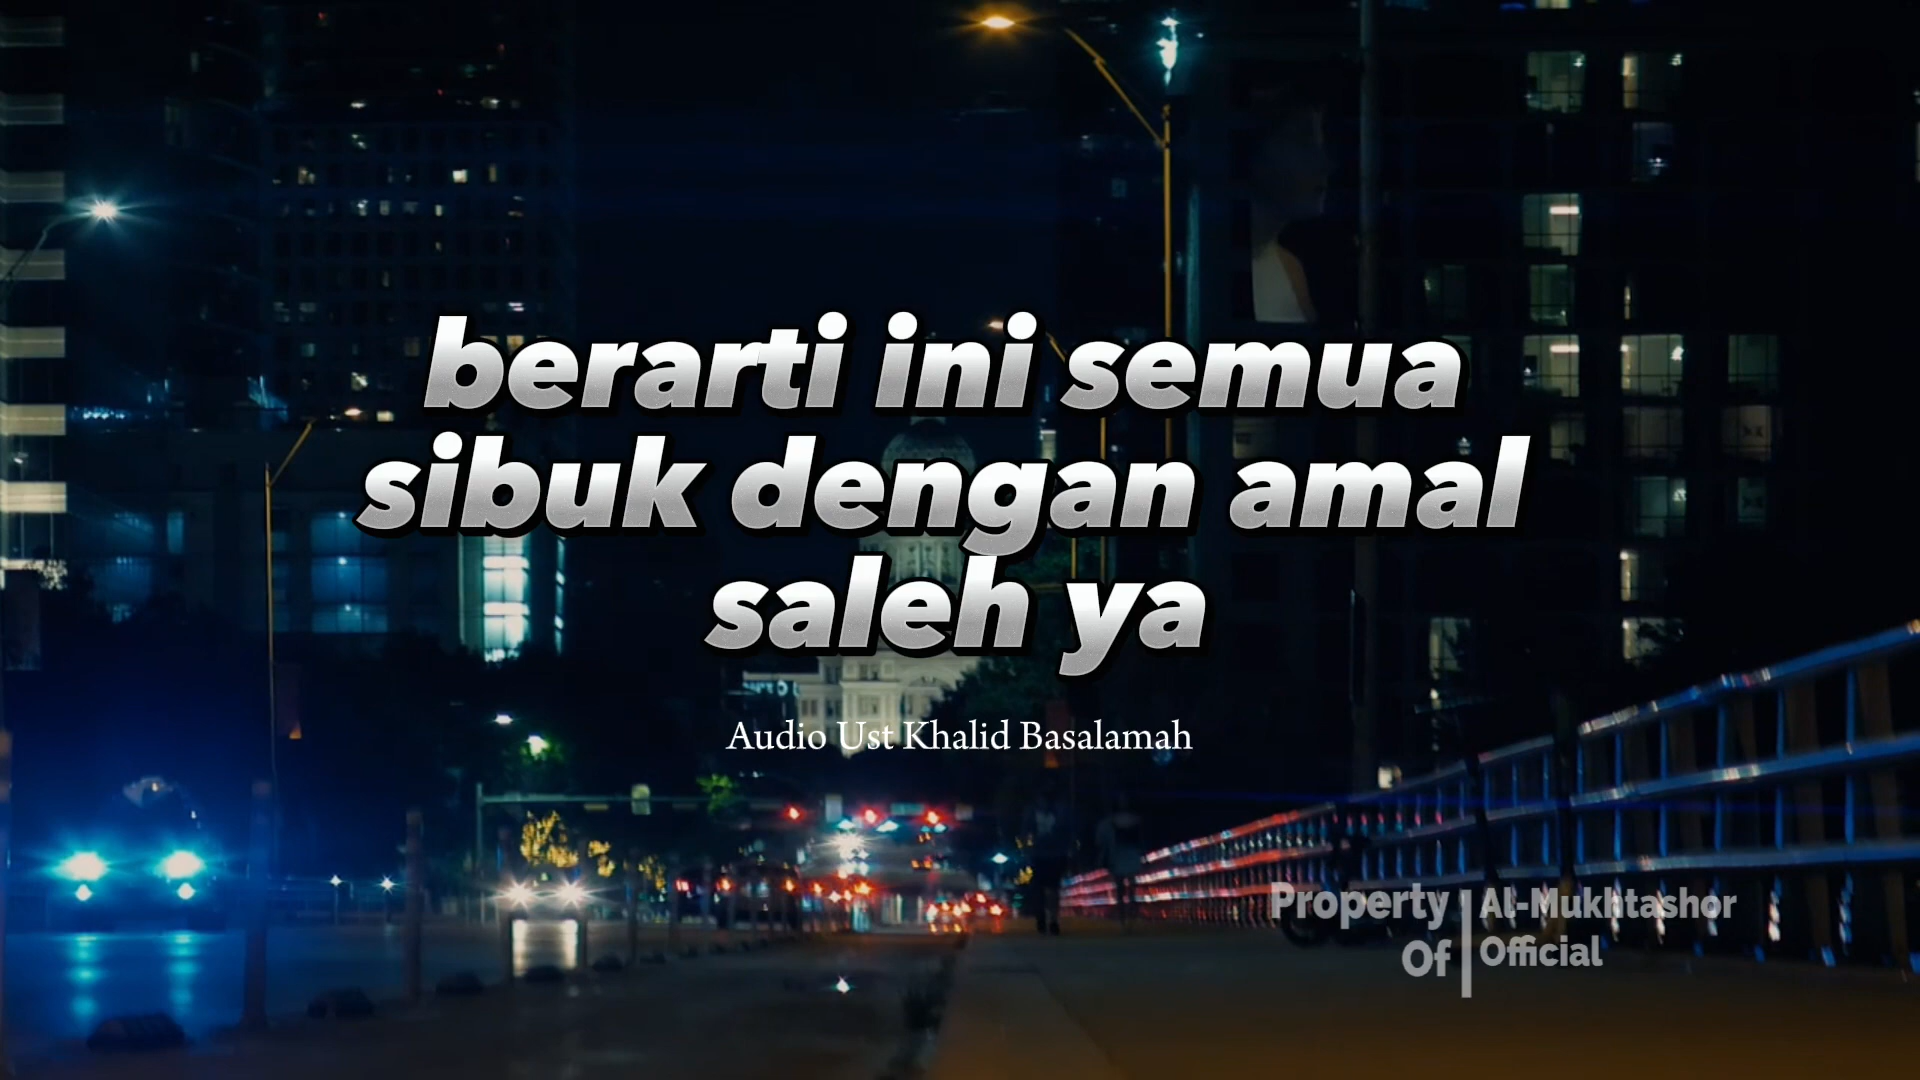 berarti ini semua
sibuk dengan amal
saleh ya
Audio Ust Khalid Basalamah
Property Of
Al-Mukhtashor Official